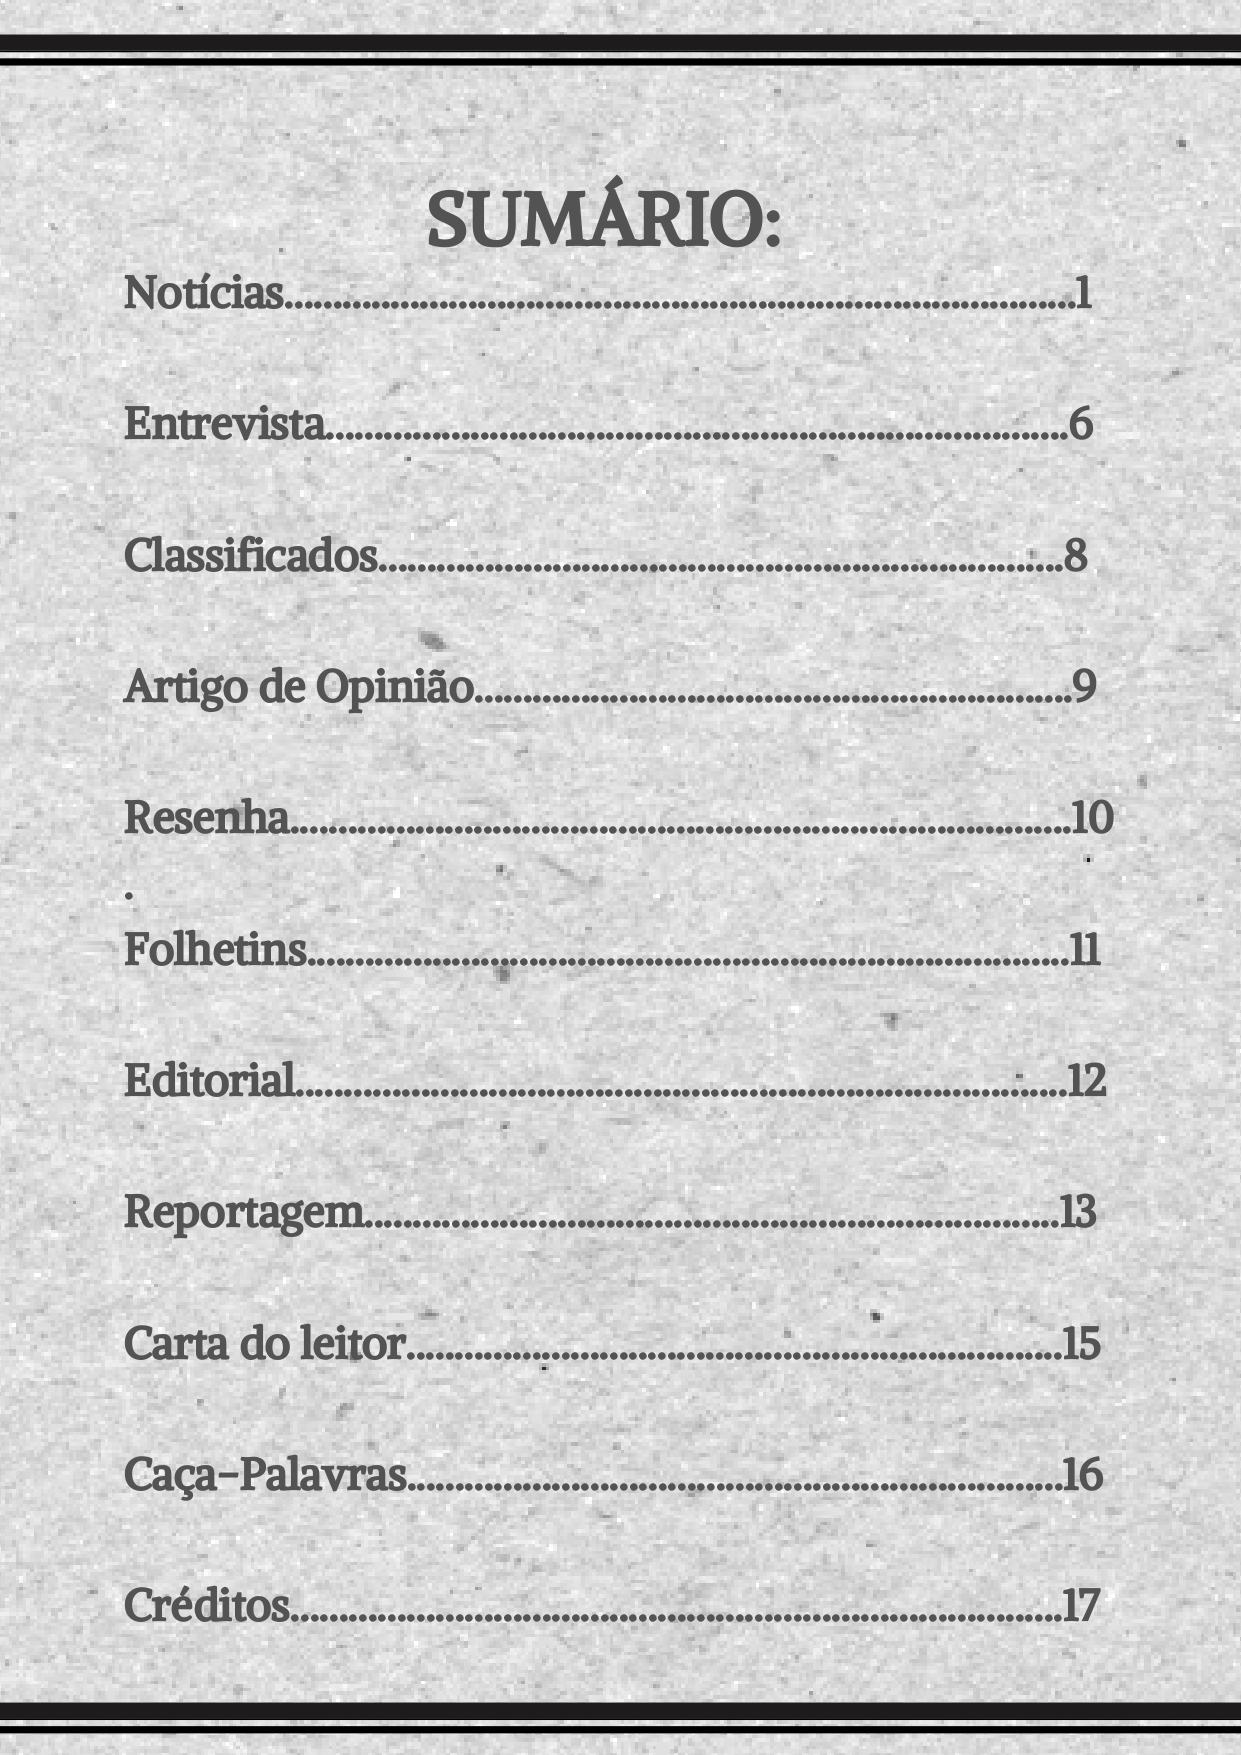 SUMÁRIO:
Notícias..................................................................................1
Entrevista.............................................................................6
Classificados.......................................................................8
Artigo de Opinião..............................................................9
Resenha.................................................................................10
.
Folhetins...............................................................................11
Editorial................................................................................12
Reportagem........................................................................13
Carta do leitor....................................................................15
Caça-Palavras....................................................................16
Créditos................................................................................17